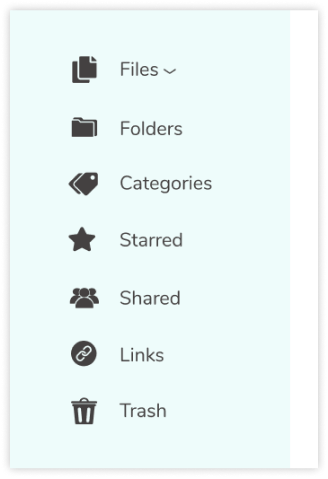 Files
Folders
Categories
Starred
Shared
Links
Trash